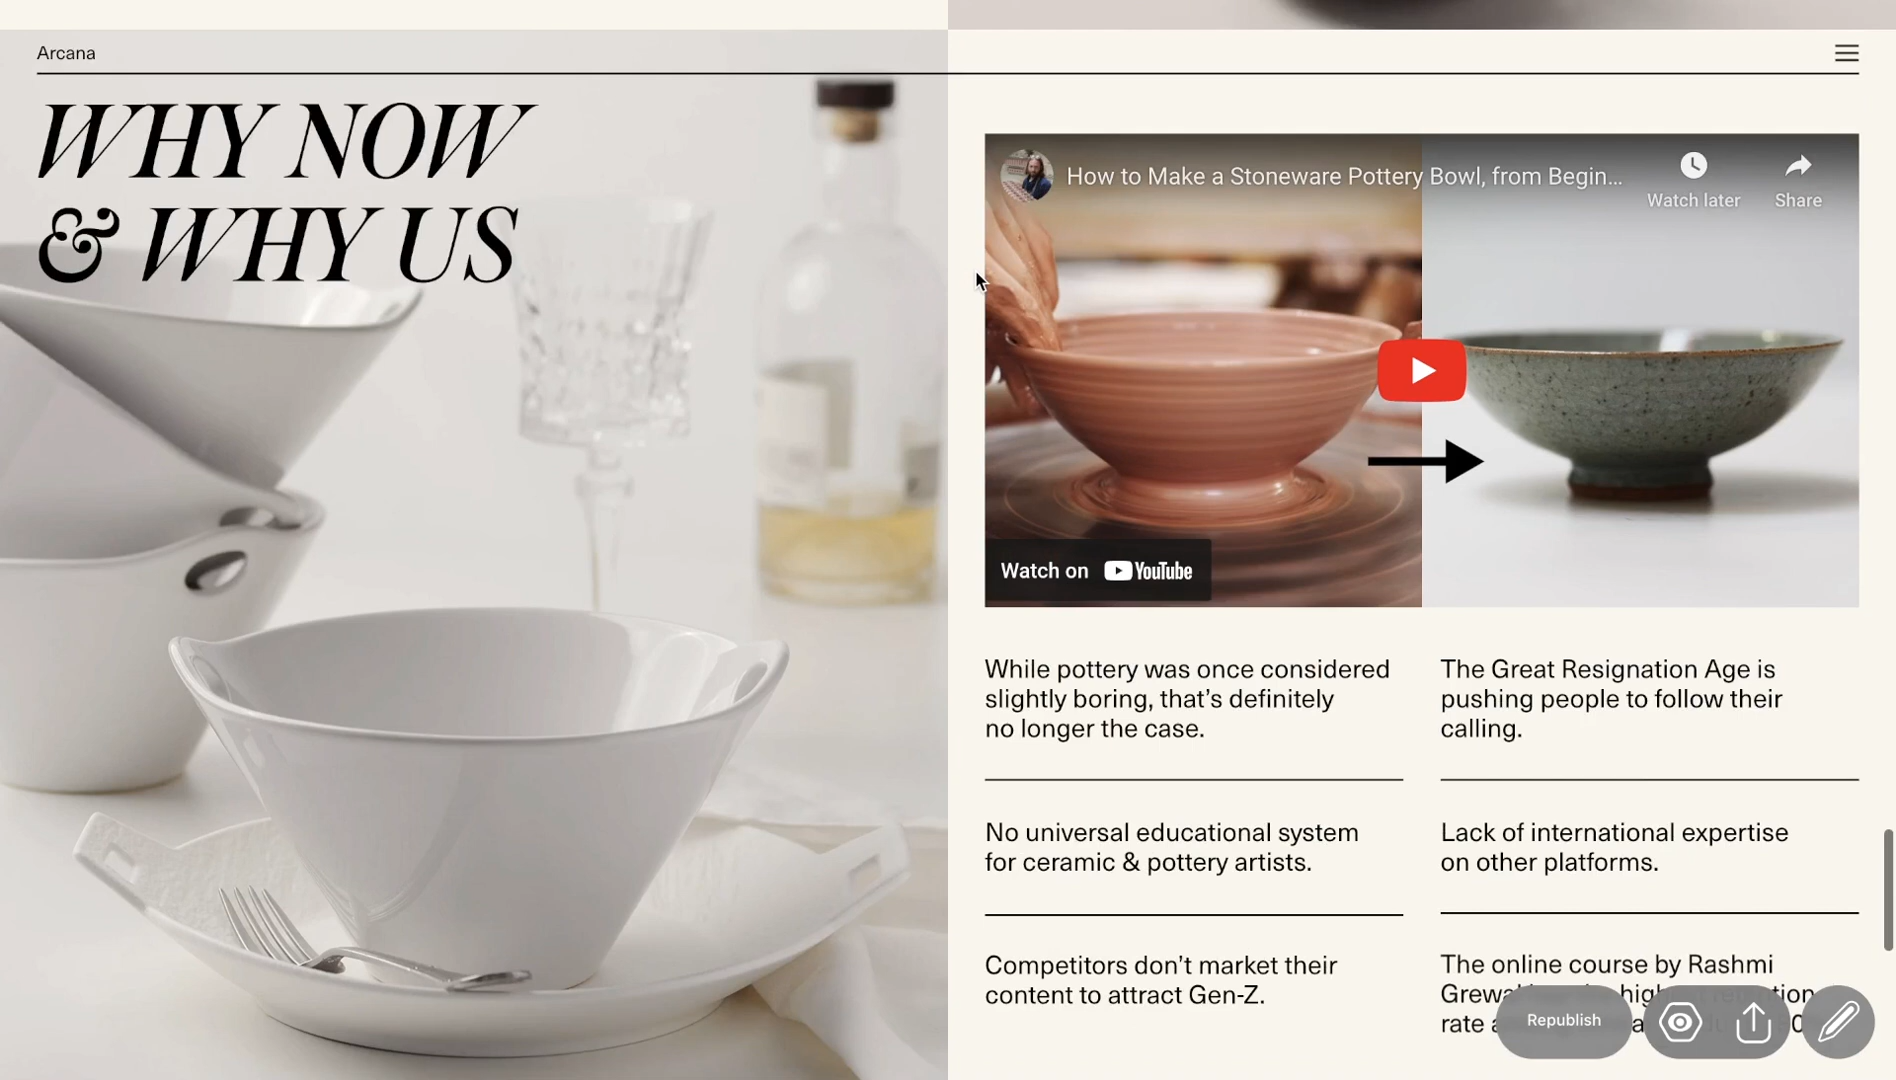 Arcana
WHY NOW
& WHY US
How to Make a Stoneware Pottery Bowl, from Begin...
Watch later
Share
Watch on YouTube
While pottery was once considered
slightly boring, that's definitely
no longer the case.
The Great Resignation Age is
pushing people to follow their
calling.
No universal educational system
for ceramic & pottery artists.
Lack of international expertise
on other platforms.
Competitors don't market their
content to attract Gen-Z.
The online course by Rashmi
rate
Republish